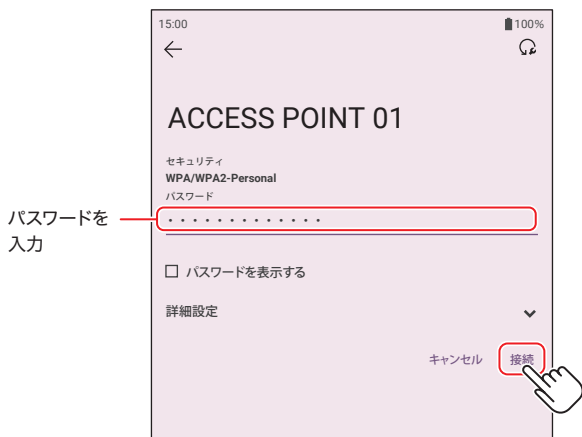 15:00
100%
ACCESS POINT 01
セキュリティ
WPA/WPA2-Personal
パスワード
・・・・・・・・・・・・・
パスワードを
入力
パスワードを表示する
詳細設定
キャンセル
接続